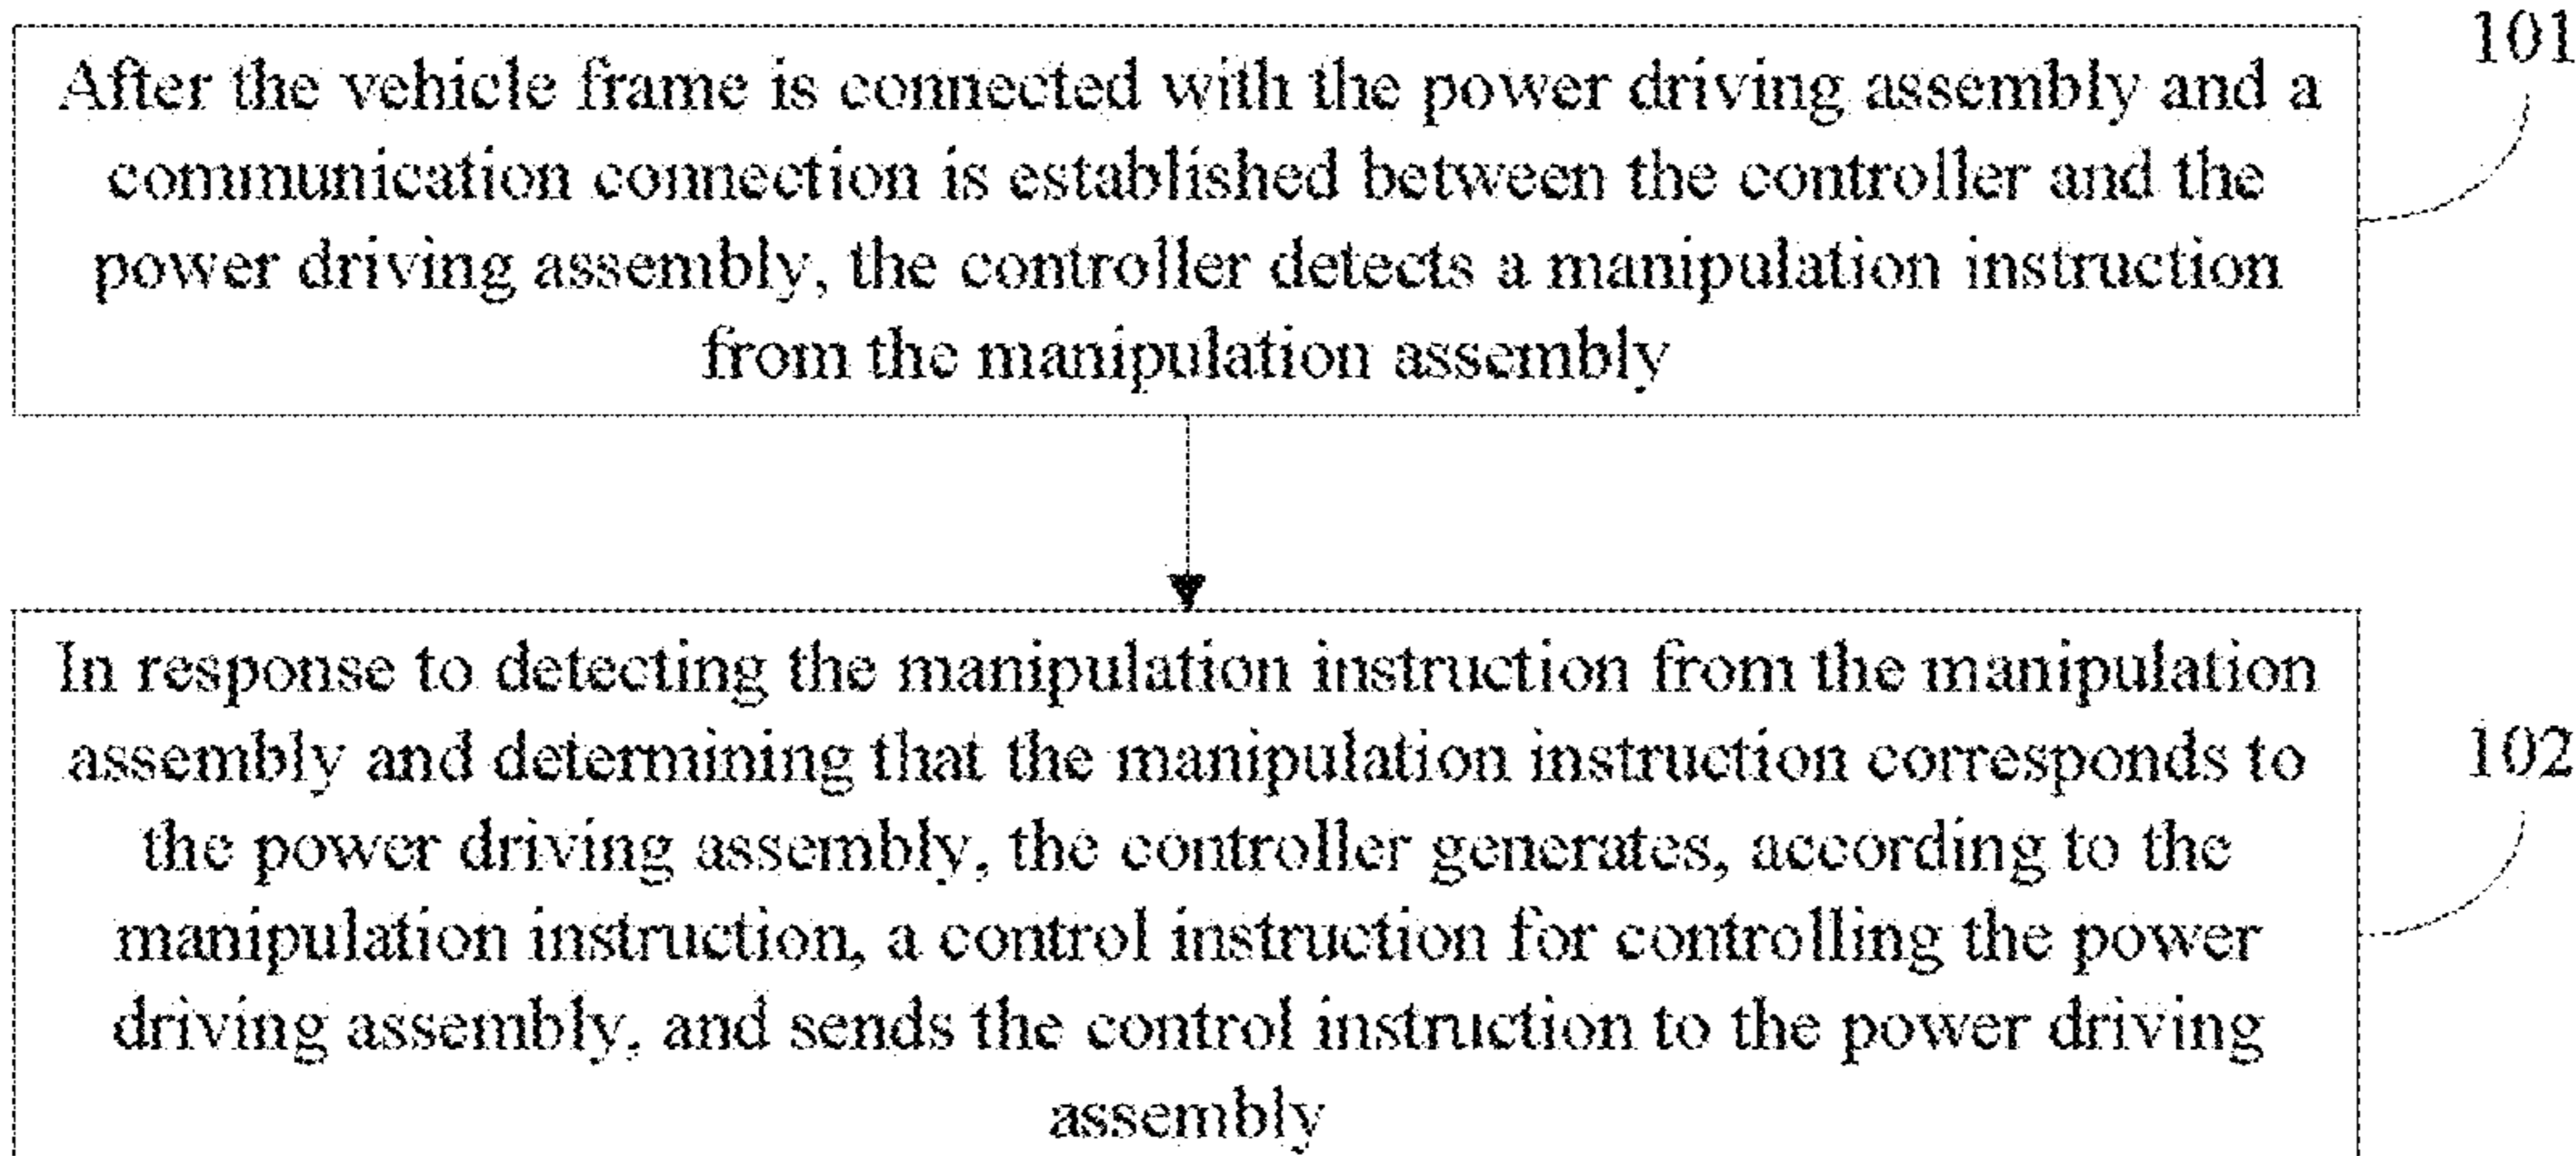 After the vehicle frame is connected with the power driving assembly and a
communication connection is established between the controller and the
power driving assembly, the controller detects a manipulation instruction
from the manipulation assembly
101
In response to detecting the manipulation instruction from the manipulation
assembly and determining that the manipulation instruction corresponds to
the power driving assembly, the controller generates, according to the
manipulation instruction, a control instruction for controlling the power
driving assembly, and sends the control instruction to the power driving
assembly
102